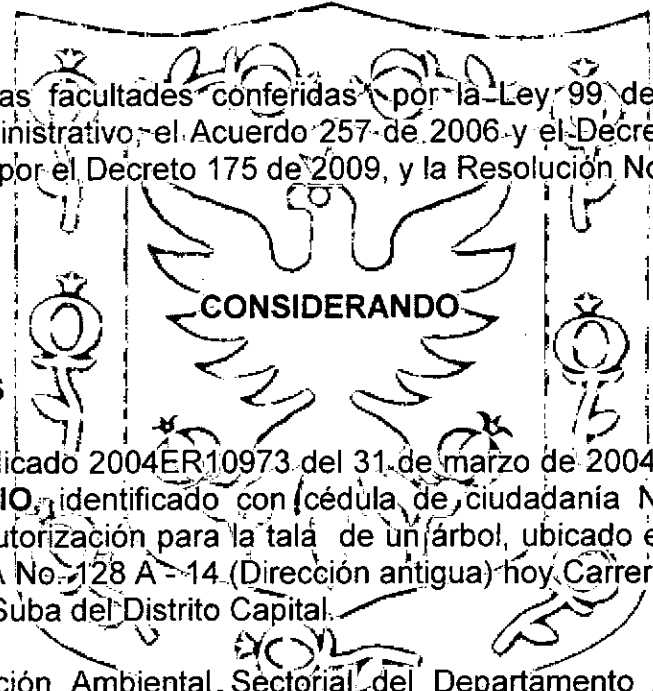 as facultades conferidas por la Ley 99 de
inistrativo, el Acuerdo 257 de 2006 y el Decre
por el Decreto 175 de 2009, y la Resolución No
CONSIDERANDO
S
licado 2004ER10973 del 31 de marzo de 2004
IO, identificado con cédula de ciudadanía N
utorización para la tala de un árbol, ubicado e
A No. 128 A - 14 (Dirección antigua) hoy Carrer
Suba del Distrito Capital.
ción Ambiental Sectorial del Departamento